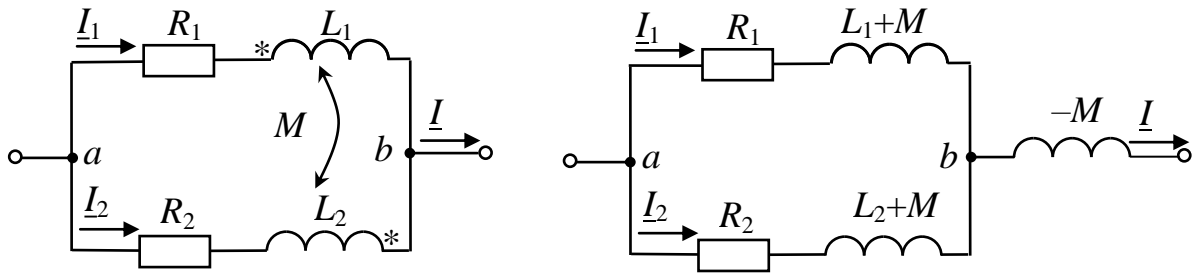 I₁ R₁ * L₁
M
a b I
I₂ R₂ L₂ *
I₁ R₁ L₁+M
a b –M I
I₂ R₂ L₂+M